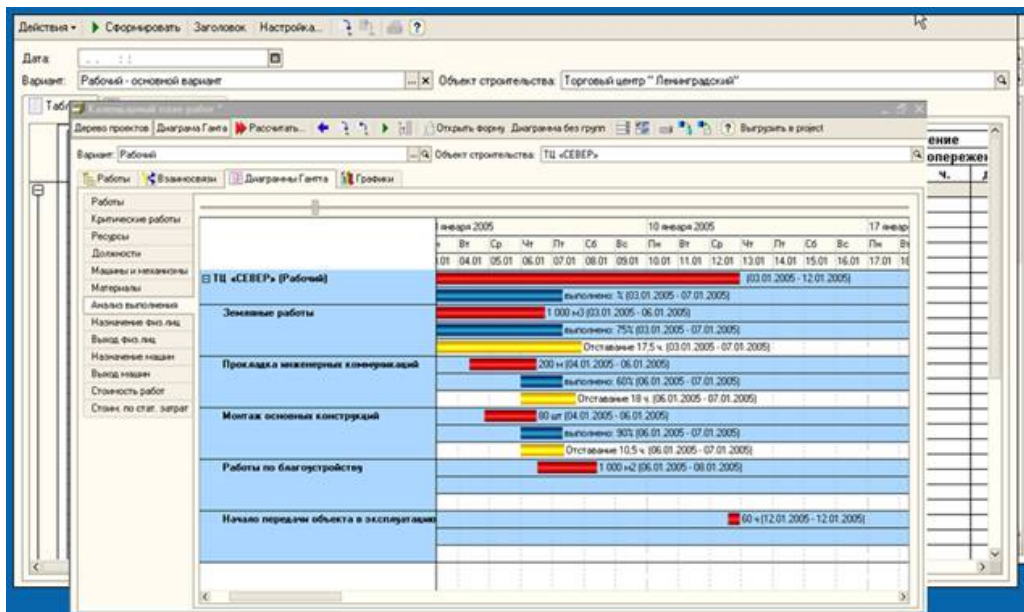 Действия Сформировать Заголовок Настройка...
Дата: . . : :
Вариант: Рабочий - основной вариант ... × Объект строительства: Торговый центр "Ленинградский"
ение
опережен
ч.
Календарный план работ *
Дерево проектов Диаграма Ганта Рассчитать... Открыть форму Диаграмма без групп Выгрузить в project
Вариант: Рабочий ... Объект строительства: ТЦ «СЕВЕР»
Работы Взаимосвязи Диаграммы Гантта Графики
Работы
Критические работы
Ресурсы
Должности
Машины и механизмы
Материалы
Анализ выполнения
Назначение физ.лиц
Выход физ.лиц
Назначение машин
Выход машин
Стоимость работ
Стоим. по стат. затрат
января 2005 10 января 2005 17 январ
Вт Ср Чт Пт Сб Вс Пн Вт Ср Чт Пт Сб Вс Пн Вт
.01 04.01 05.01 06.01 07.01 08.01 09.01 10.01 11.01 12.01 13.01 14.01 15.01 16.01 17.01 18
ТЦ «СЕВЕР» (Рабочий) (03.01.2005 - 12.01.2005)
выполнено: % (03.01.2005 - 07.01.2005)
Земляные работы 1 000 м3 (03.01.2005 - 06.01.2005)
выполнено: 75% (03.01.2005 - 07.01.2005)
Отставание 17,5 ч. (03.01.2005 - 07.01.2005)
Прокладка инженерных коммуникаций 200 м (04.01.2005 - 06.01.2005)
выполнено: 60% (06.01.2005 - 07.01.2005)
Отставание 18 ч. (06.01.2005 - 07.01.2005)
Монтаж основных конструкций 80 шт (04.01.2005 - 06.01.2005)
выполнено: 90% (06.01.2005 - 07.01.2005)
Отставание 10,5 ч. (06.01.2005 - 07.01.2005)
Работы по благоустройству 1 000 м2 (06.01.2005 - 08.01.2005)
Начало передачи объекта в эксплуатацию 60 ч (12.01.2005 - 12.01.2005)